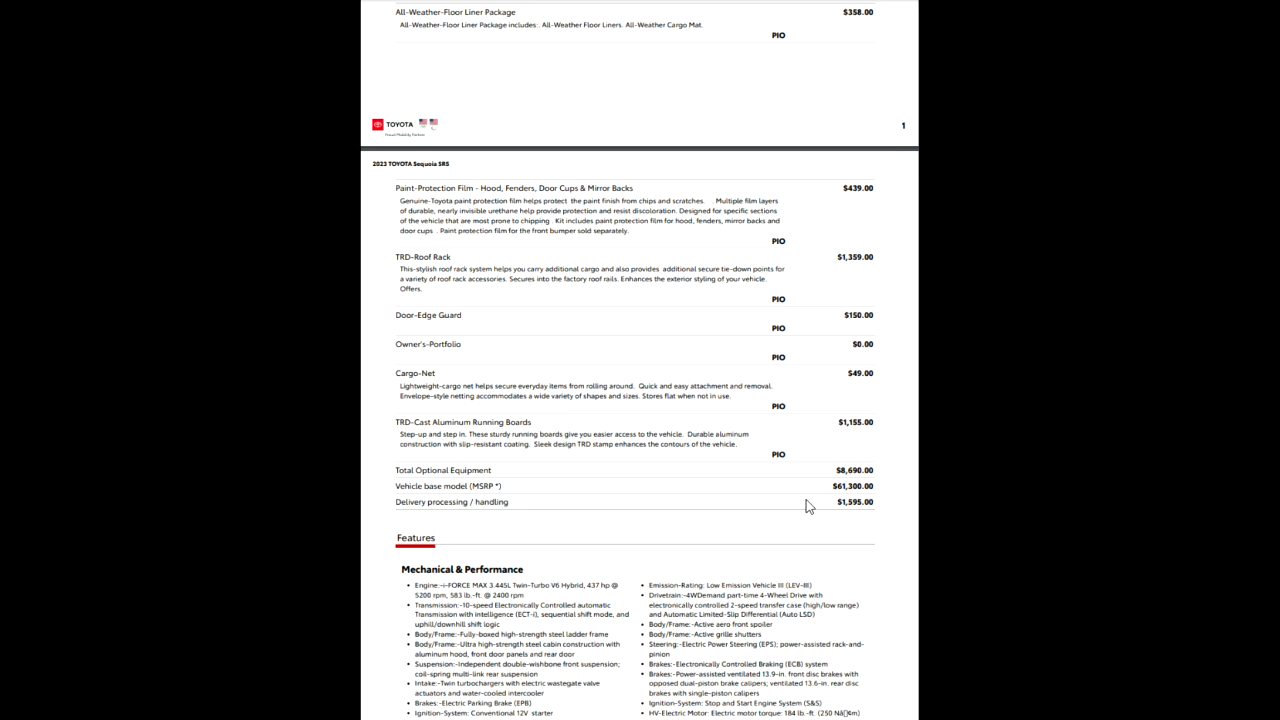 All-Weather-Floor Liner Package $358.00
All-Weather-Floor Liner Package includes:. All-Weather Floor Liners. All-Weather Cargo Mat.
PIO
TOYOTA
1
2023 TOYOTA Sequoia SR5
Paint-Protection Film - Hood, Fenders, Door Cups & Mirror Backs $439.00
Genuine-Toyota paint protection film helps protect the paint finish from chips and scratches. . Multiple film layers
of durable, nearly invisible urethane help provide protection and resist discoloration. Designed for specific sections
of the vehicle that are most prone to chipping . Kit includes paint protection film for hood, fenders, mirror backs and
door cups . Paint protection film for the front bumper sold separately.
PIO
TRD-Roof Rack $1,359.00
This-stylish roof rack system helps you carry additional cargo and also provides additional secure tie-down points for
a variety of roof rack accessories. Secures into the factory roof rails. Enhances the exterior styling of your vehicle.
Offers.
PIO
Door-Edge Guard $150.00
PIO
Owner's-Portfolio $0.00
PIO
Cargo-Net $49.00
Lightweight-cargo net helps secure everyday items from rolling around. Quick and easy attachment and removal.
Envelope-style netting accommodates a wide variety of shapes and sizes. Stores flat when not in use.
PIO
TRD-Cast Aluminum Running Boards $1,155.00
Step-up and step in. These sturdy running boards give you easier access to the vehicle. Durable aluminum
construction with slip-resistant coating. Sleek design TRD stamp enhances the contours of the vehicle.
PIO
Total Optional Equipment $8,690.00
Vehicle base model (MSRP *) $61,300.00
Delivery processing / handling $1,595.00
Features
Mechanical & Performance
• Engine:-i-FORCE MAX 3.445L Twin-Turbo V6 Hybrid, 437 hp @
5200 rpm, 583 lb.-ft. @ 2400 rpm
• Transmission:-10-speed Electronically Controlled automatic
Transmission with intelligence (ECT-i), sequential shift mode, and
uphill/downhill shift logic
• Body/Frame:-Fully-boxed high-strength steel ladder frame
• Body/Frame:-Ultra high-strength steel cabin construction with
aluminum hood, front door panels and rear door
• Suspension:-Independent double-wishbone front suspension;
coil-spring multi-link rear suspension
• Intake:-Twin turbochargers with electric wastegate valve
actuators and water-cooled intercooler
• Brakes:-Electric Parking Brake (EPB)
• Ignition-System: Conventional 12V starter
• Emission-Rating: Low Emission Vehicle III (LEV-III)
• Drivetrain:-4WDemand part-time 4-Wheel Drive with
electronically controlled 2-speed transfer case (high/low range)
and Automatic Limited-Slip Differential (Auto LSD)
• Body/Frame:-Active aero front spoiler
• Body/Frame:-Active grille shutters
• Steering:-Electric Power Steering (EPS); power-assisted rack-and-
pinion
• Brakes:-Electronically Controlled Braking (ECB) system
• Brakes:-Power-assisted ventilated 13.9-in. front disc brakes with
opposed dual-piston brake calipers; ventilated 13.6-in. rear disc
brakes with single-piston calipers
• Ignition-System: Stop and Start Engine System (S&S)
• HV-Electric Motor: Electric motor torque: 184 lb.-ft. (250